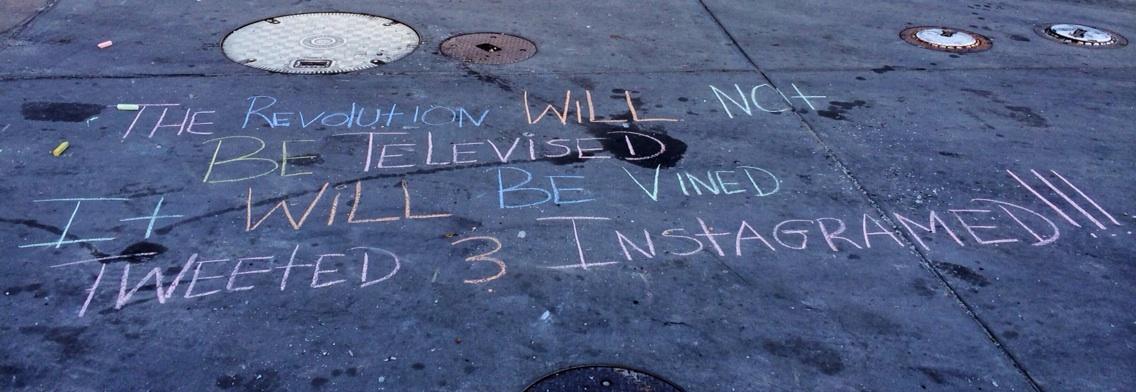 THE REVOLUTION WILL NOT
BE TELEVISED
It WILL BE VINED
TWEETED 3 INSTAGRAMED!!!